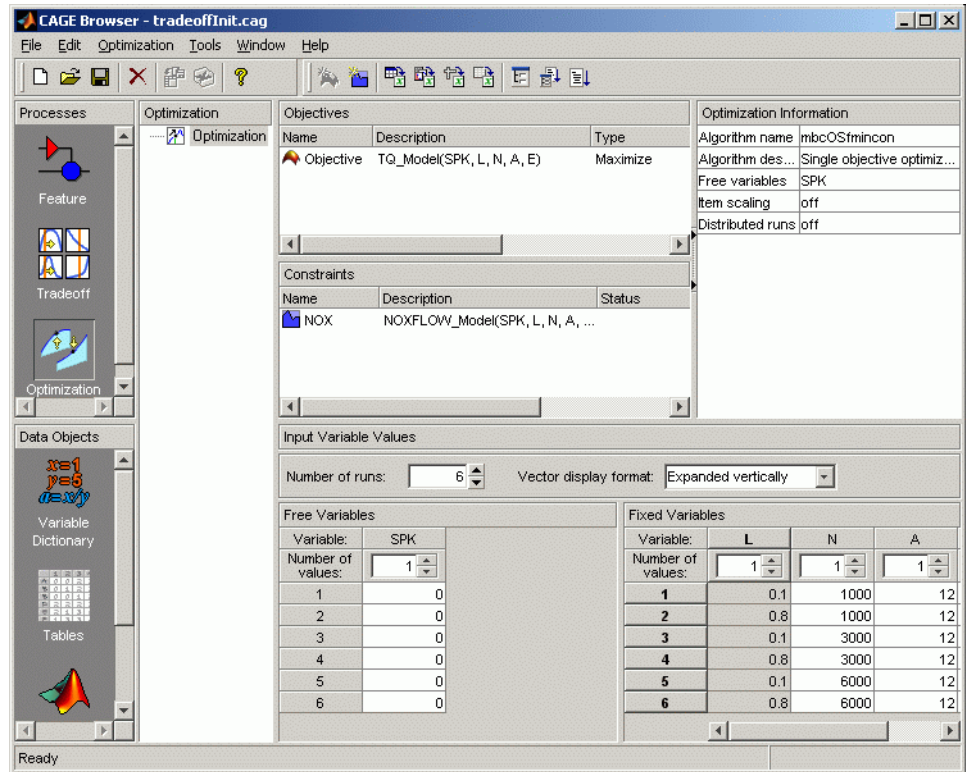 CAGE Browser - tradeoffInit.cag
File Edit Optimization Tools Window Help
Processes
Feature
Tradeoff
Optimization
Optimization
Optimization
Objectives
Name Description Type
Objective TQ_Model(SPK, L, N, A, E) Maximize
Constraints
Name Description Status
NOX NOXFLOW_Model(SPK, L, N, A, ...
Optimization Information
Algorithm name mbcOSfmincon
Algorithm des... Single objective optimiz...
Free variables SPK
Item scaling off
Distributed runs off
Data Objects
x=1
y=5
a=x/y
Variable
Dictionary
Tables
Input Variable Values
Number of runs: 6 Vector display format: Expanded vertically
Free Variables
Variable: SPK
Number of values: 1
1 0
2 0
3 0
4 0
5 0
6 0
Fixed Variables
Variable: L N A
Number of values: 1 1 1
1 0.1 1000 12
2 0.8 1000 12
3 0.1 3000 12
4 0.8 3000 12
5 0.1 6000 12
6 0.8 6000 12
Ready